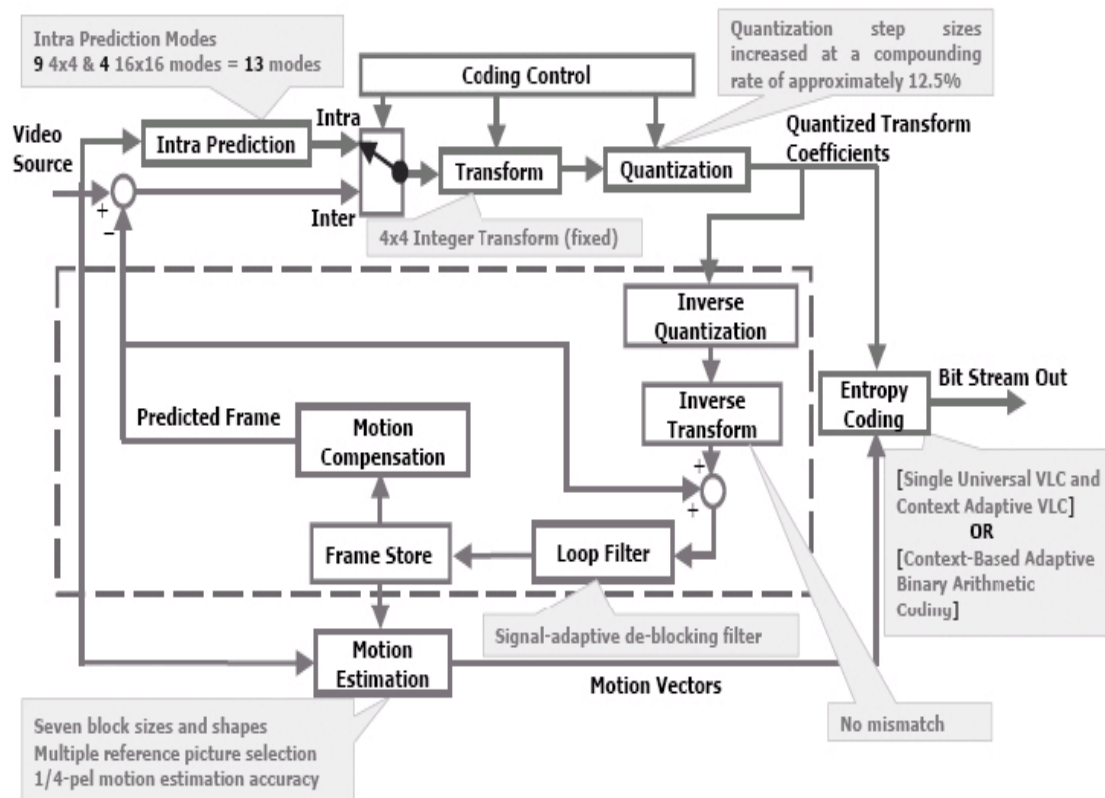 Intra Prediction Modes
9 4x4 & 4 16x16 modes = 13 modes
Quantization step sizes
increased at a compounding
rate of approximately 12.5%
Coding Control
Video
Source
Intra Prediction
Intra
Inter
Transform
Quantization
Quantized Transform
Coefficients
+
−
4x4 Integer Transform (fixed)
Inverse
Quantization
Inverse
Transform
Entropy
Coding
Bit Stream Out
Predicted Frame
Motion
Compensation
+
+
[Single Universal VLC and
Context Adaptive VLC]
OR
[Context-Based Adaptive
Binary Arithmetic
Coding]
Frame Store
Loop Filter
Signal-adaptive de-blocking filter
Motion
Estimation
Motion Vectors
No mismatch
Seven block sizes and shapes
Multiple reference picture selection
1/4-pel motion estimation accuracy